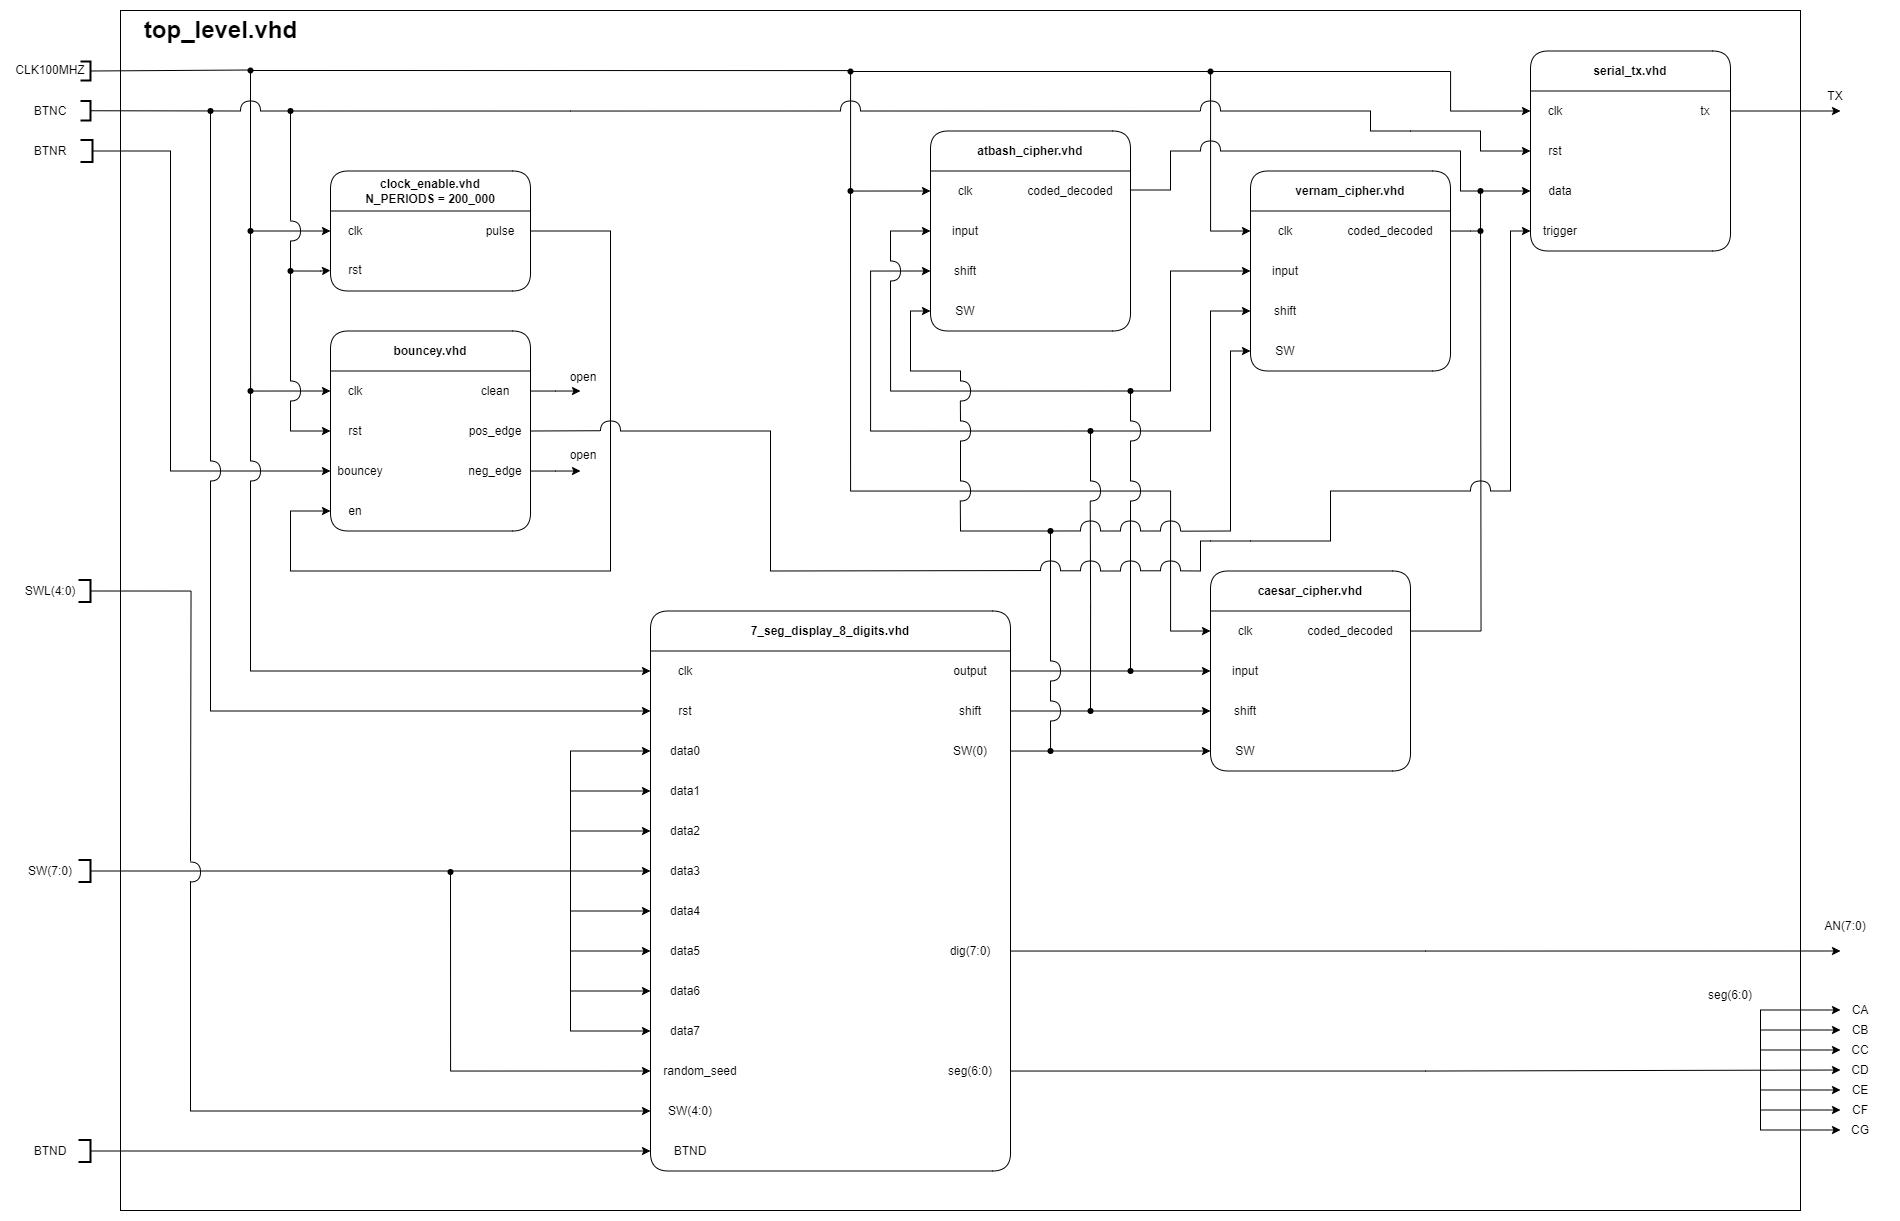 top_level.vhd
CLK100MHZ
BTNC
BTNR
SWL(4:0)
SW(7:0)
BTND
clock_enable.vhd
N_PERIODS = 200_000
clk
pulse
rst
bouncey.vhd
clk
clean
open
rst
pos_edge
bouncey
neg_edge
open
en
7_seg_display_8_digits.vhd
clk
output
rst
shift
data0
SW(0)
data1
data2
data3
data4
data5
dig(7:0)
data6
data7
random_seed
seg(6:0)
SW(4:0)
BTND
atbash_cipher.vhd
clk
coded_decoded
input
shift
SW
vernam_cipher.vhd
clk
coded_decoded
input
shift
SW
caesar_cipher.vhd
clk
coded_decoded
input
shift
SW
serial_tx.vhd
clk
tx
rst
data
trigger
TX
AN(7:0)
seg(6:0)
CA
CB
CC
CD
CE
CF
CG